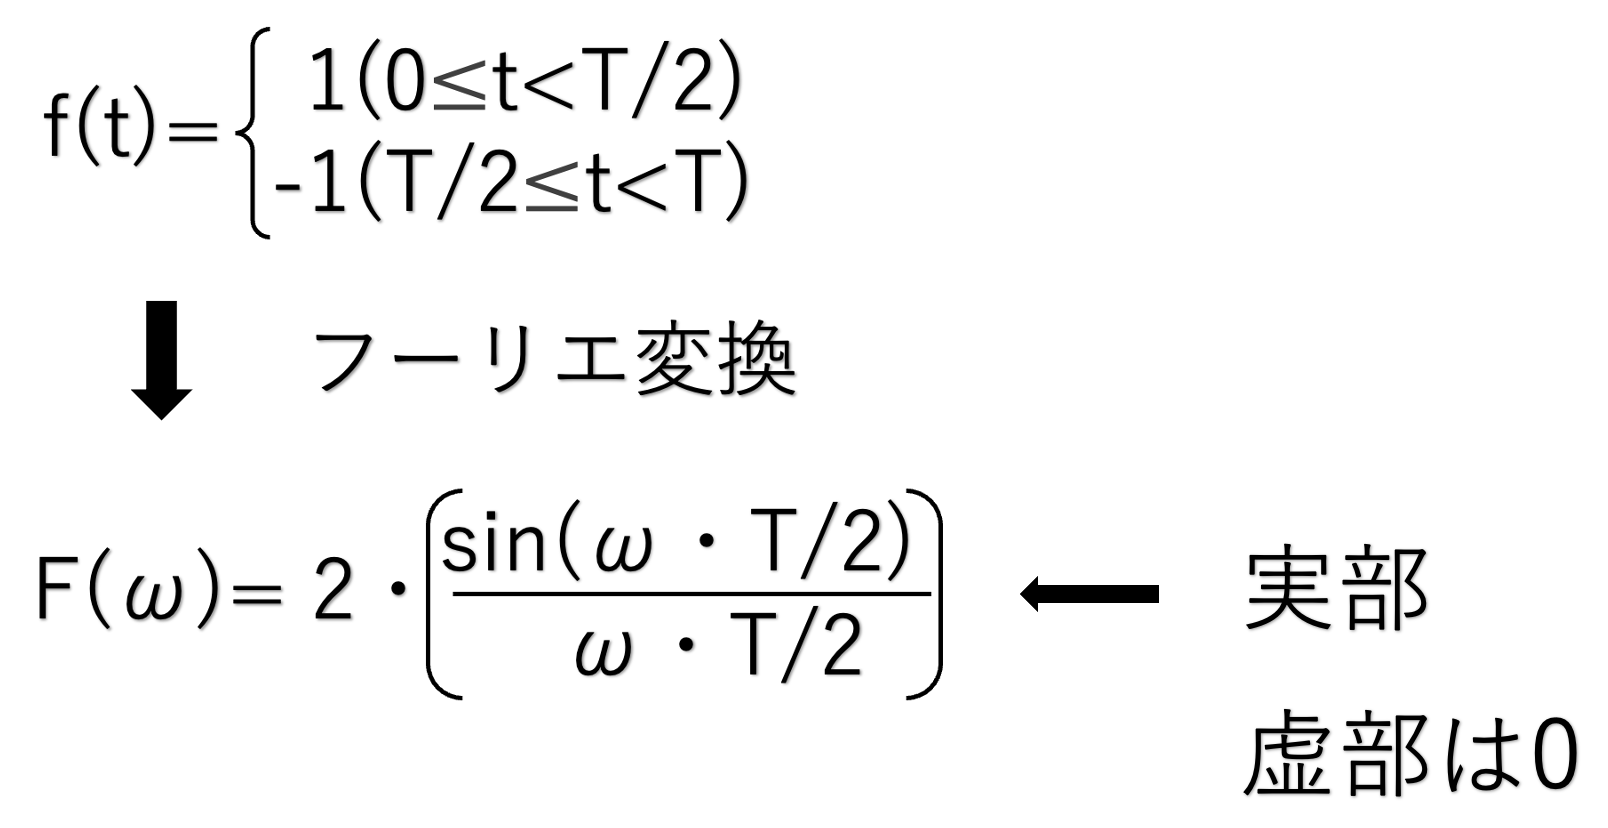 1(0≤t<T/2)
f(t)=
-1(T/2≤t<T)
フーリエ変換
sin(ω・T/2)
F(ω)= 2・
ω・T/2
実部
虚部は0